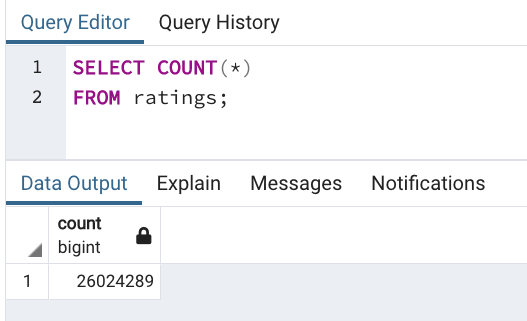 Query Editor Query History
1 SELECT COUNT(*)
2 FROM ratings;
Data Output Explain Messages Notifications
count
bigint
1 26024289